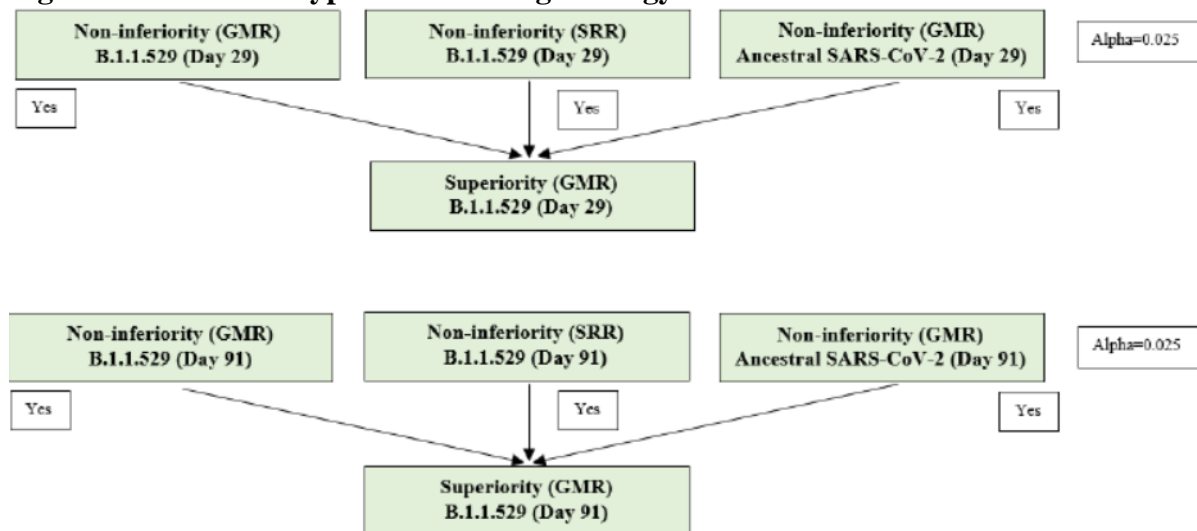 Non-inferiority (GMR)
B.1.1.529 (Day 29)
Non-inferiority (SRR)
B.1.1.529 (Day 29)
Non-inferiority (GMR)
Ancestral SARS-CoV-2 (Day 29)
Alpha=0.025
Yes
Yes
Yes
Superiority (GMR)
B.1.1.529 (Day 29)
Non-inferiority (GMR)
B.1.1.529 (Day 91)
Non-inferiority (SRR)
B.1.1.529 (Day 91)
Non-inferiority (GMR)
Ancestral SARS-CoV-2 (Day 91)
Alpha=0.025
Yes
Yes
Yes
Superiority (GMR)
B.1.1.529 (Day 91)